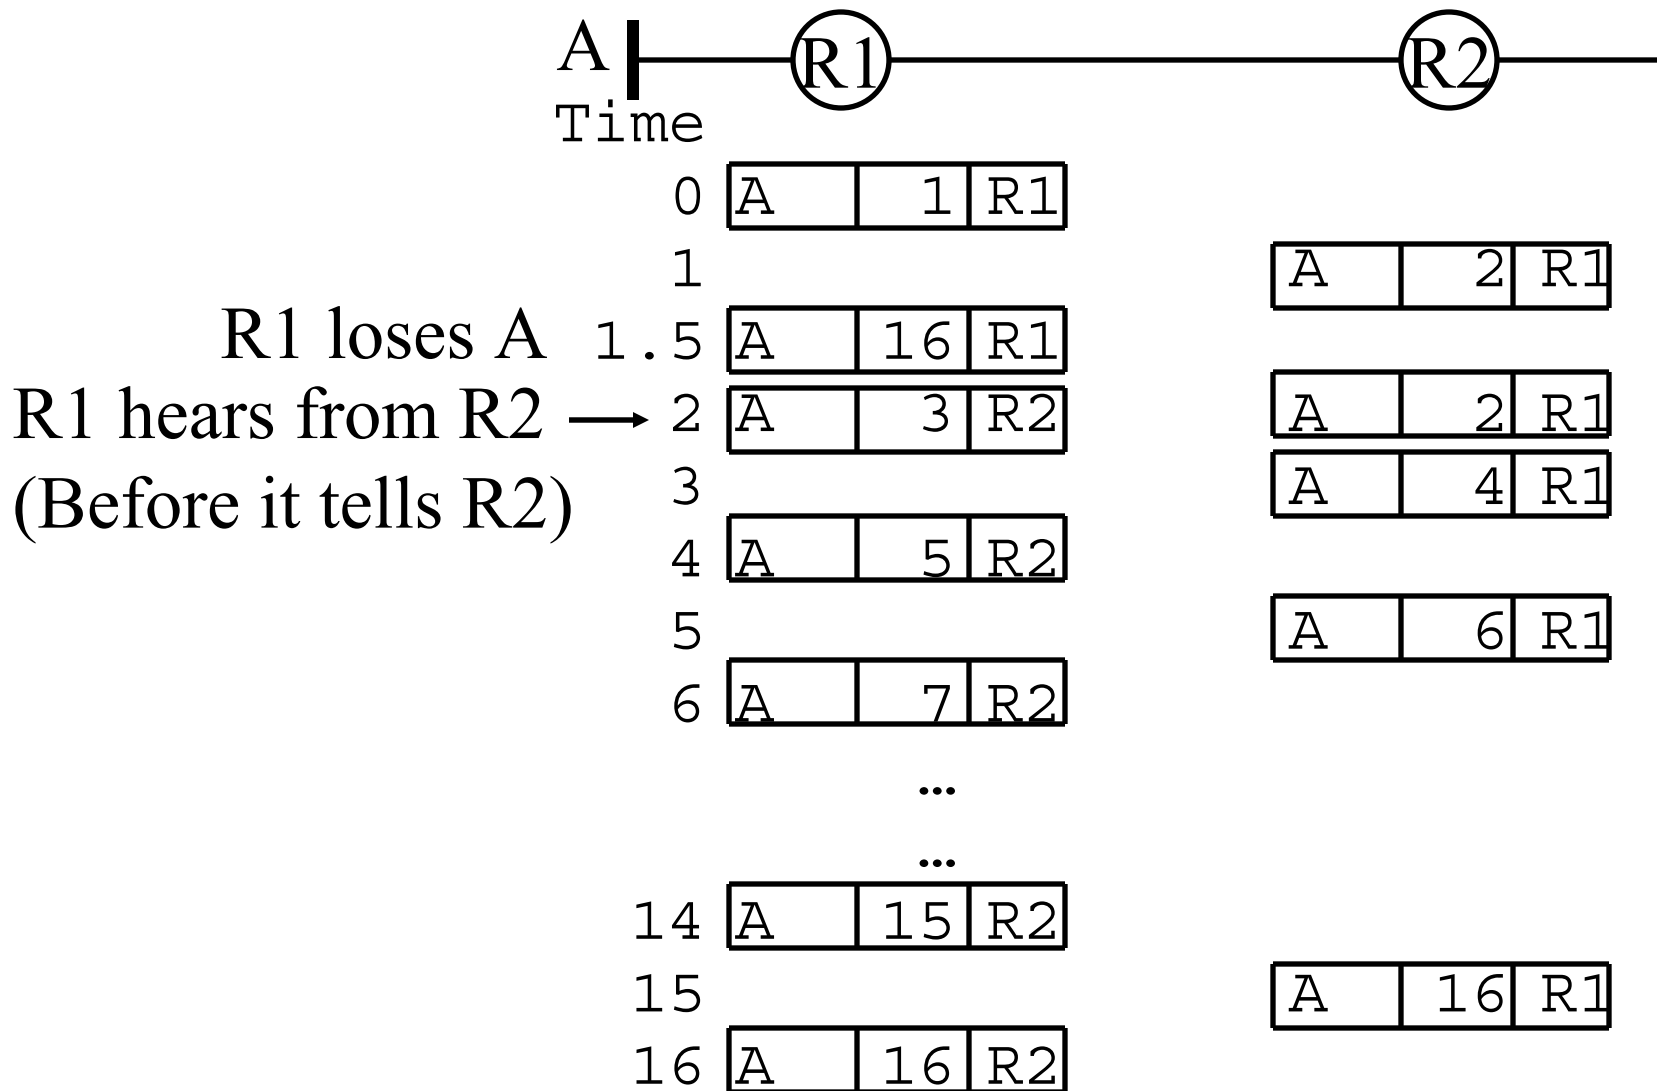 A R1 R2
Time
0 A 1 R1
1 A 2 R1
R1 loses A 1.5 A 16 R1
R1 hears from R2 2 A 3 R2 A 2 R1
(Before it tells R2) 3 A 4 R1
4 A 5 R2
5 A 6 R1
6 A 7 R2
...
...
14 A 15 R2
15 A 16 R1
16 A 16 R2